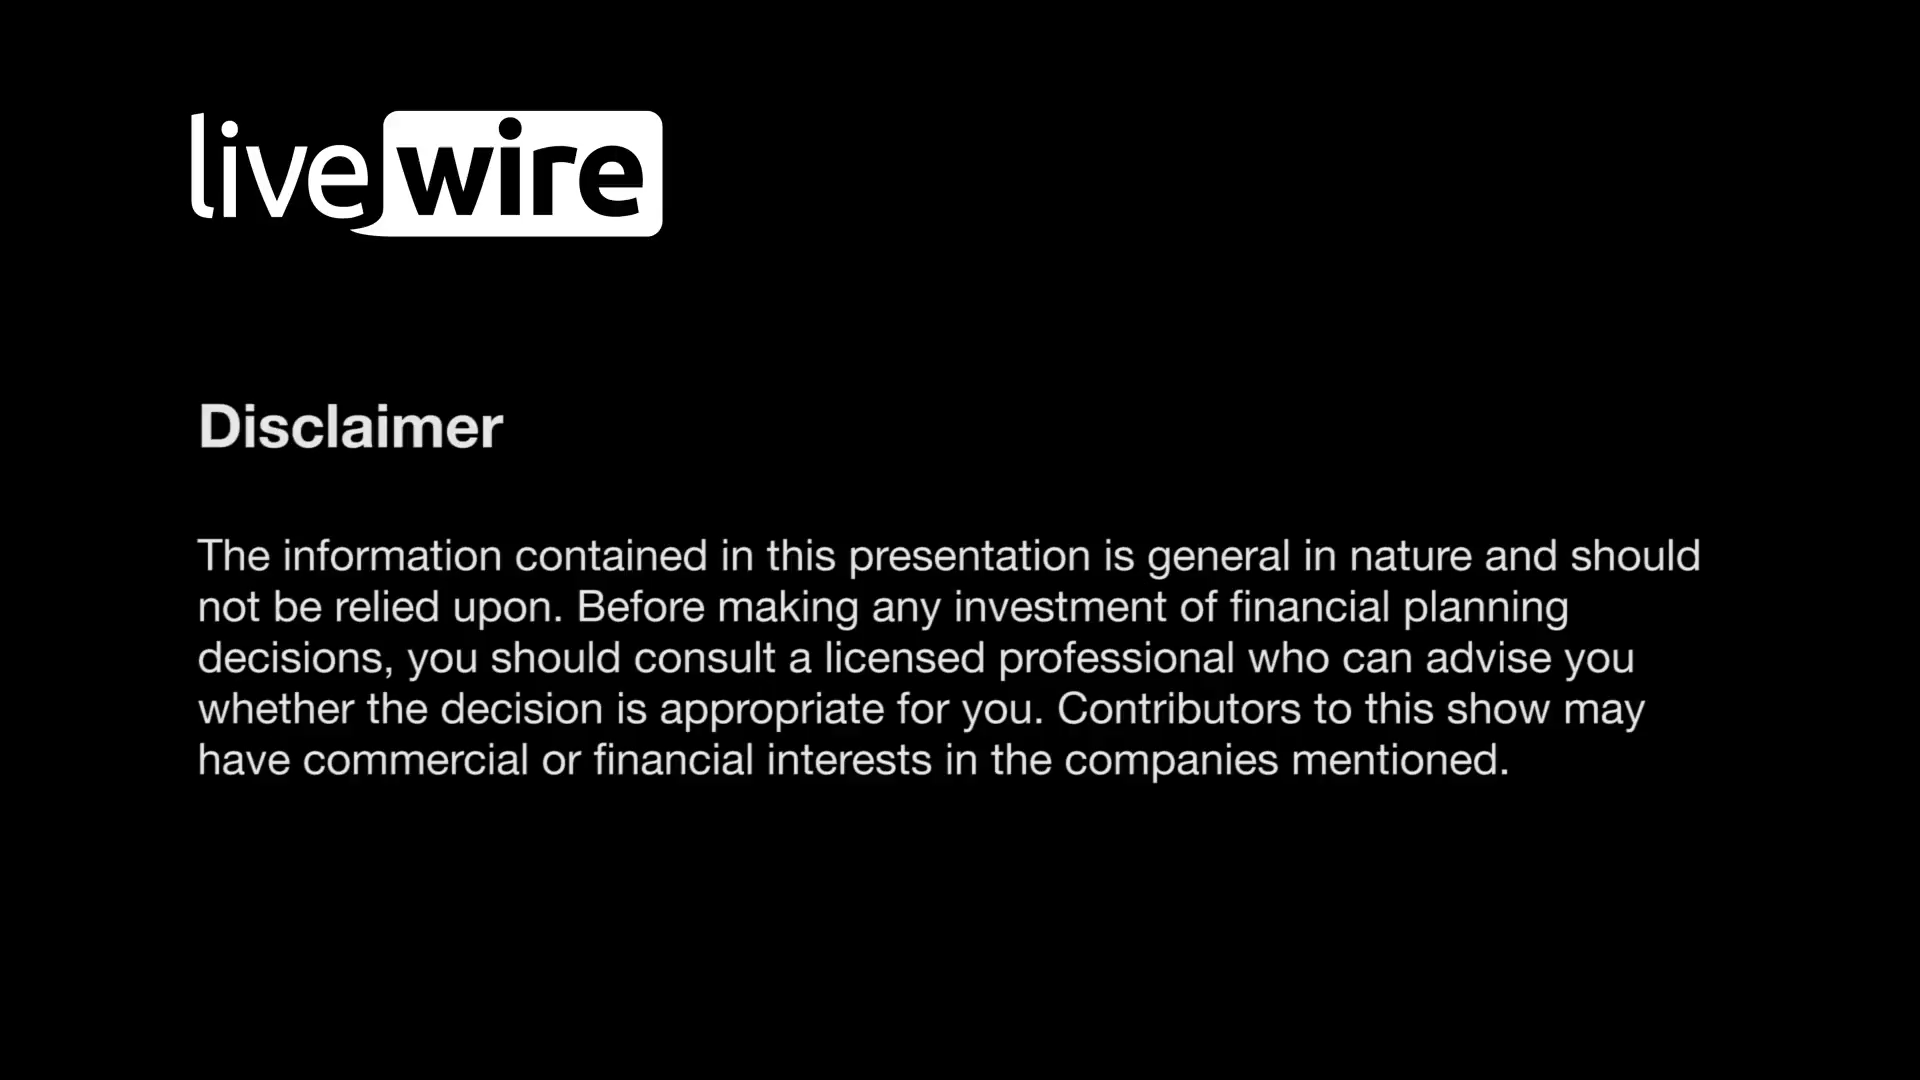 livewire
Disclaimer
The information contained in this presentation is general in nature and should
not be relied upon. Before making any investment of financial planning
decisions, you should consult a licensed professional who can advise you
whether the decision is appropriate for you. Contributors to this show may
have commercial or financial interests in the companies mentioned.